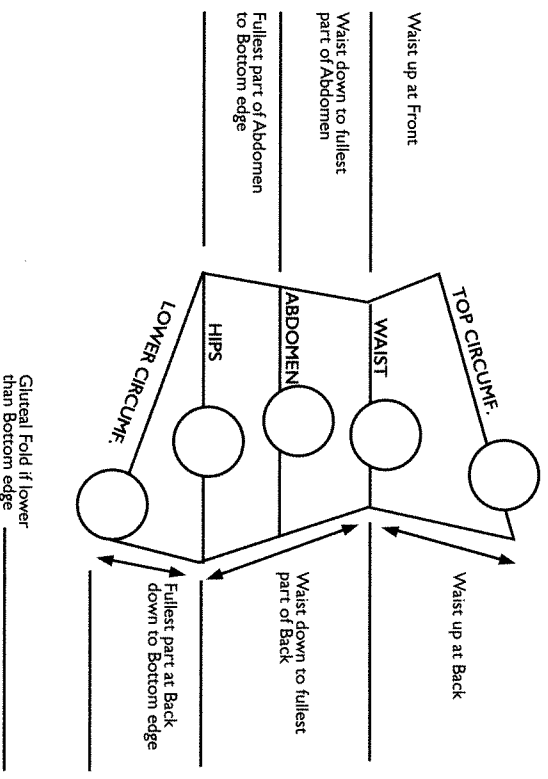 Waist up at Front
Waist down to fullest
part of Abdomen
Fullest part of Abdomen
to Bottom edge
TOP CIRCUMF.
WAIST
ABDOMEN
HIPS
LOWER CIRCUMF.
Waist up at Back
Waist down to fullest
part of Back
Fullest part at Back
down to Bottom edge
Gluteal Fold if lower
than Bottom edge